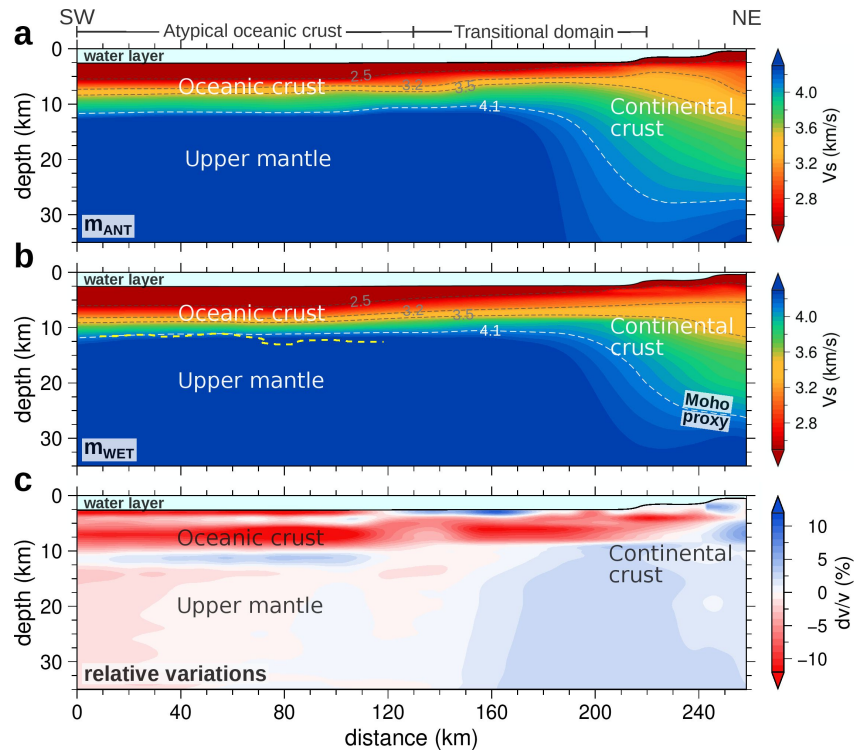 SW NE
Atypical oceanic crust Transitional domain
a
0
10
20
30
depth (km)
water layer
Oceanic crust
2.5 3.2 3.5 4.1
Continental
crust
Upper mantle
mANT
4.0
3.6
3.2
2.8
Vs (km/s)
b
0
10
20
30
depth (km)
water layer
Oceanic crust
2.5 3.2 3.5 4.1
Continental
crust
Upper mantle
Moho
proxy
mWET
4.0
3.6
3.2
2.8
Vs (km/s)
c
0
10
20
30
depth (km)
water layer
Oceanic crust
Continental
crust
Upper mantle
relative variations
10
5
0
−5
−10
dv/v (%)
0 40 80 120 160 200 240
distance (km)